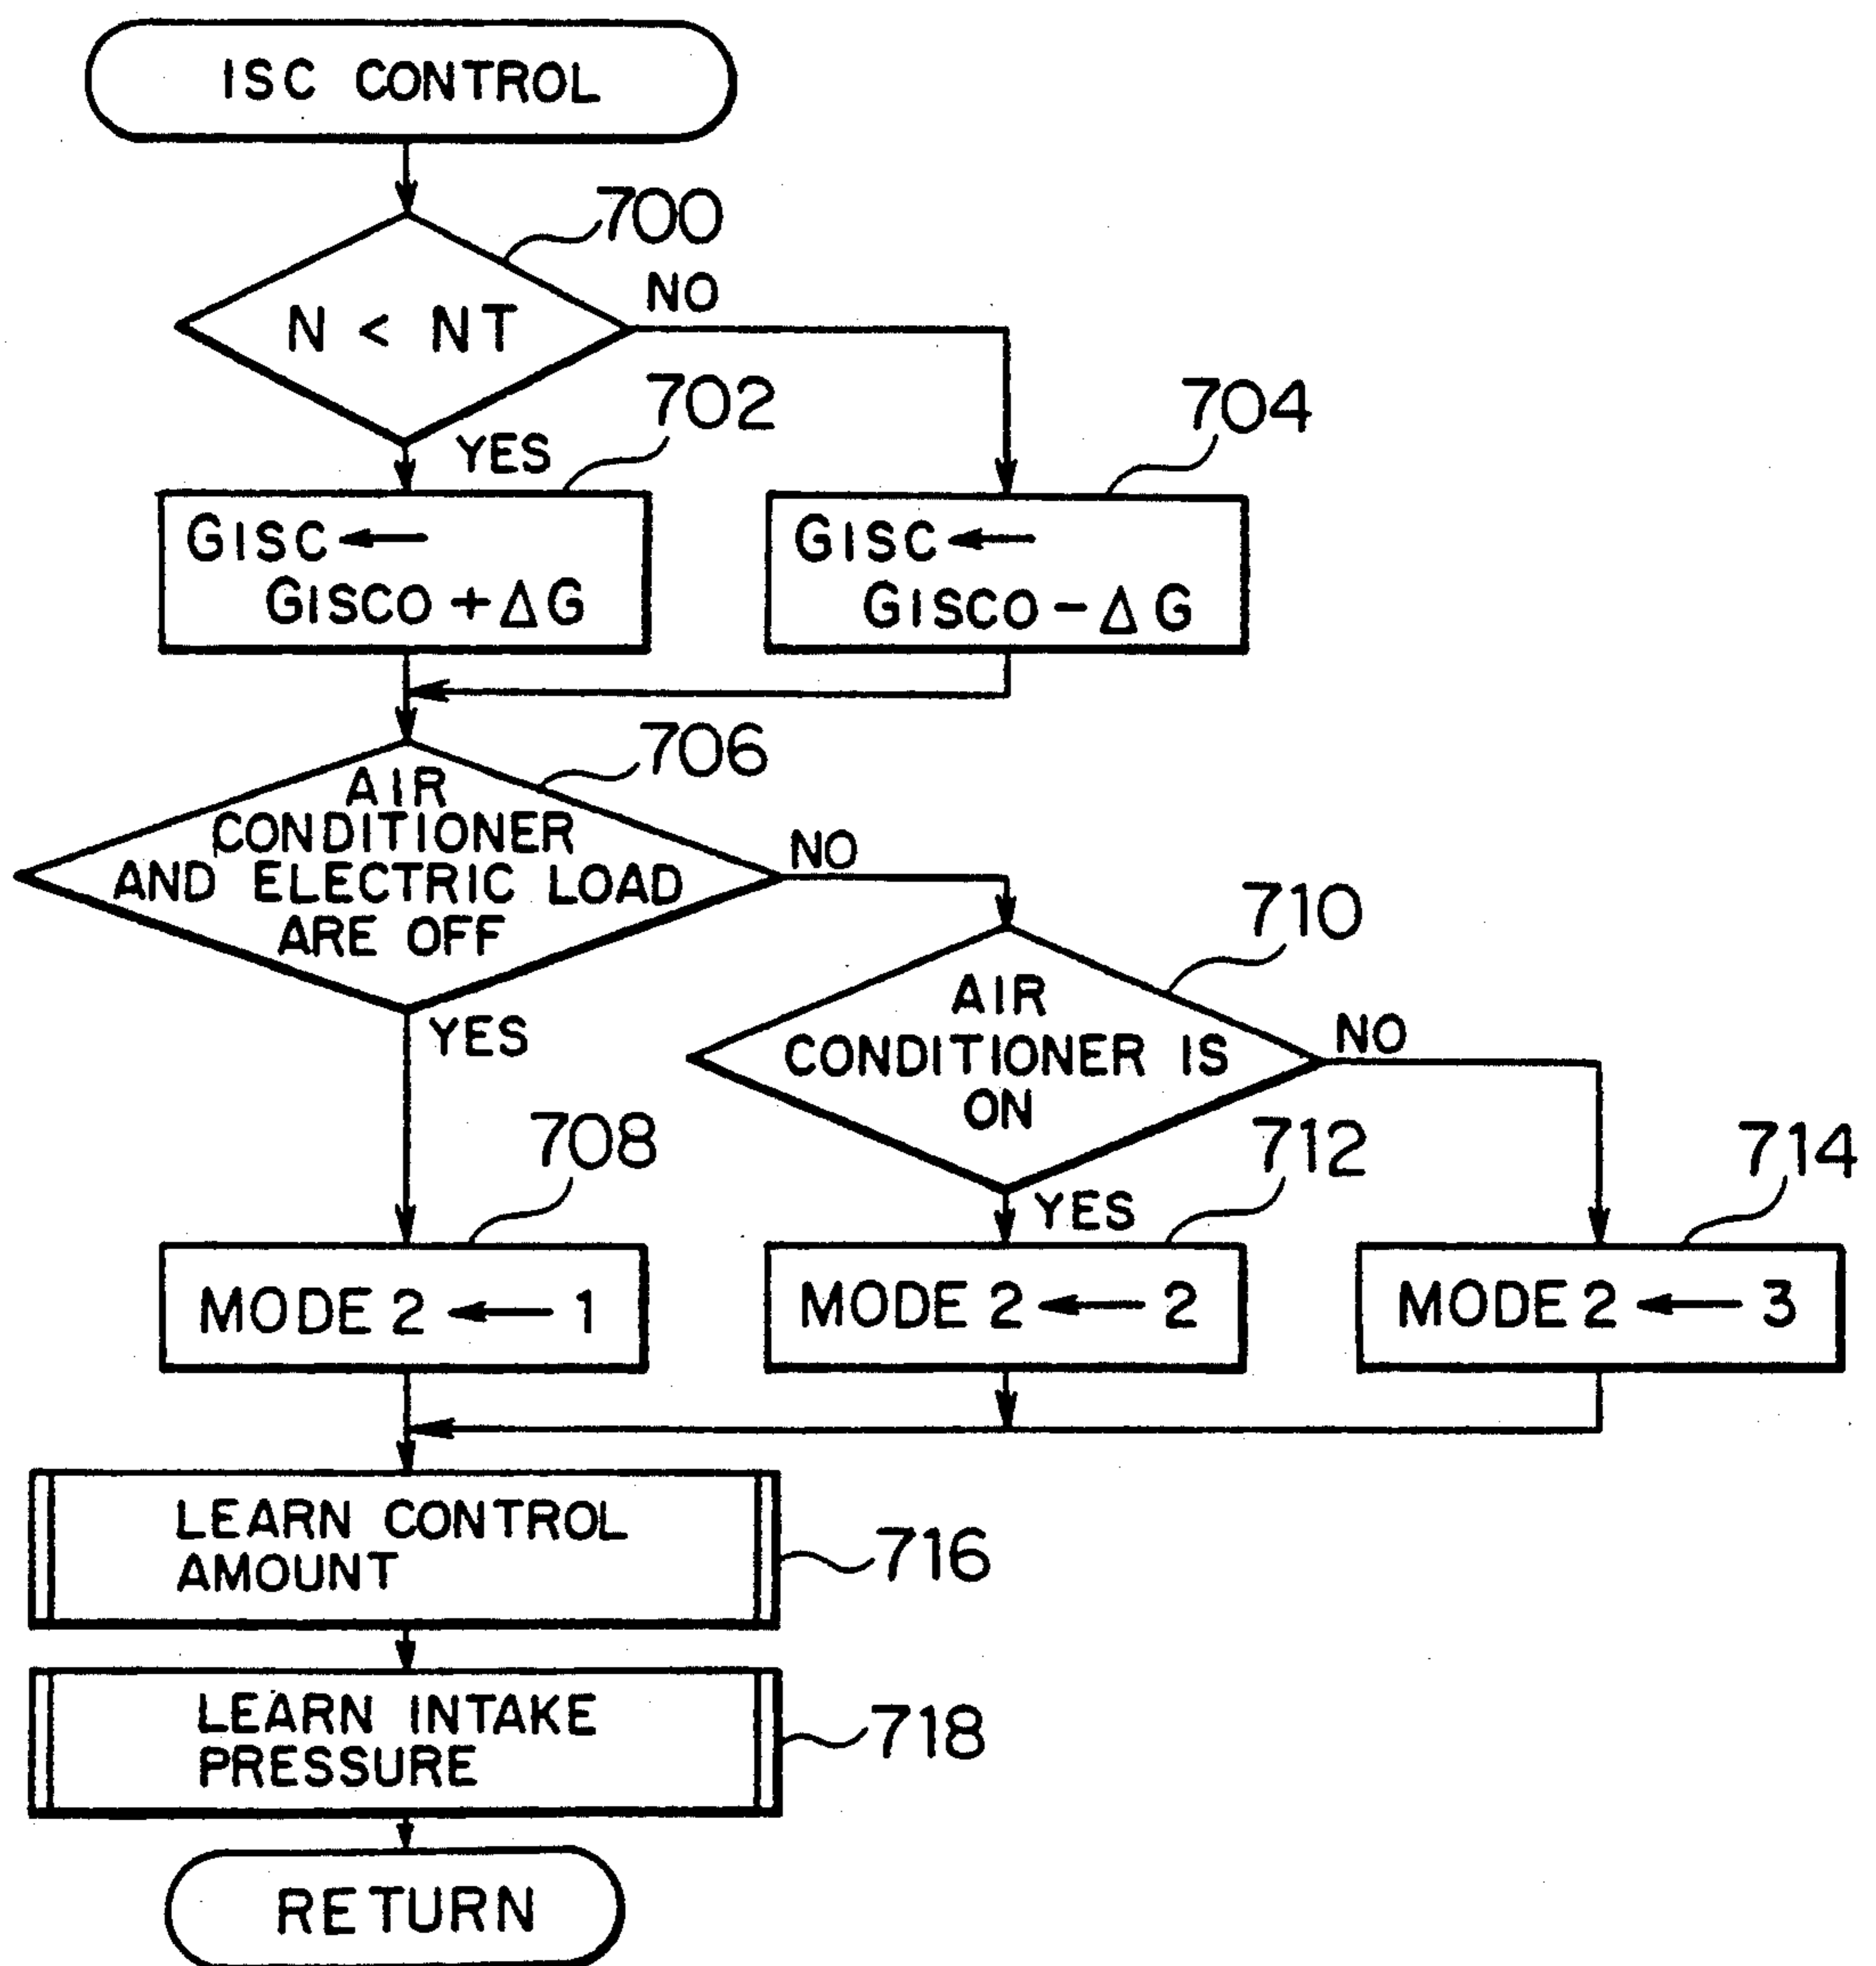 ISC CONTROL
700
N < NT
NO
YES
702
704
GISC ←
GISCO + ΔG
GISC ←
GISCO − ΔG
706
AIR
CONDITIONER
AND ELECTRIC LOAD
ARE OFF
NO
YES
710
AIR
CONDITIONER IS
ON
NO
YES
708
712
714
MODE 2 ← 1
MODE 2 ← 2
MODE 2 ← 3
LEARN CONTROL
AMOUNT
716
LEARN INTAKE
PRESSURE
718
RETURN